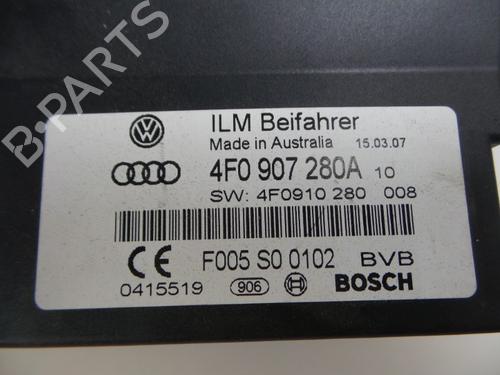 B-PARTS
ILM Beifahrer
Made in Australia 15.03.07
4F0 907 280A 10
SW: 4F0910 280 008
F005 S0 0102 BVB
0415519 906 BOSCH